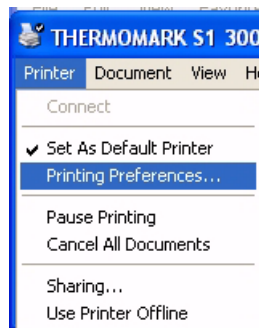 THERMOMARK S1 300
Printer Document View H
Connect
Set As Default Printer
Printing Preferences...
Pause Printing
Cancel All Documents
Sharing...
Use Printer Offline